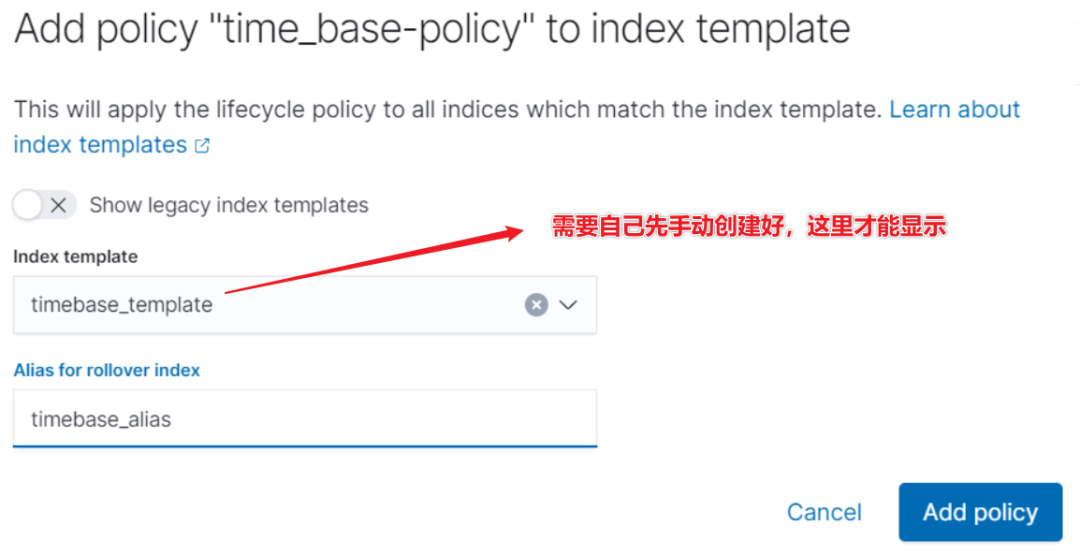 Add policy "time_base-policy" to index template
This will apply the lifecycle policy to all indices which match the index template. Learn about
index templates
Show legacy index templates
需要自己先手动创建好，这里才能显示
Index template
timebase_template
Alias for rollover index
timebase_alias
Cancel
Add policy